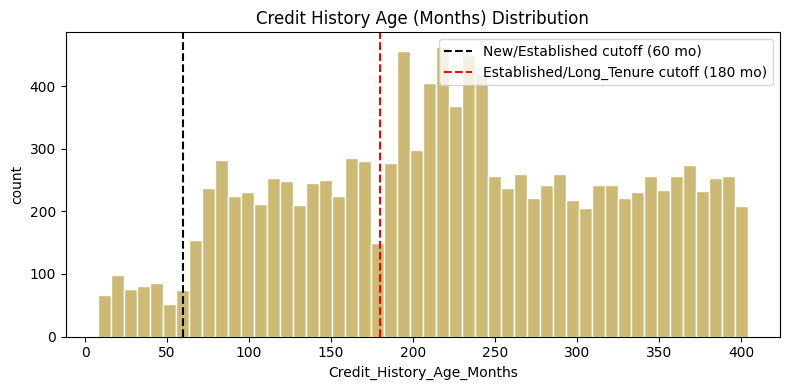 Credit History Age (Months) Distribution
New/Established cutoff (60 mo)
Established/Long_Tenure cutoff (180 mo)
count
400
300
200
100
0
0 50 100 150 200 250 300 350 400
Credit_History_Age_Months